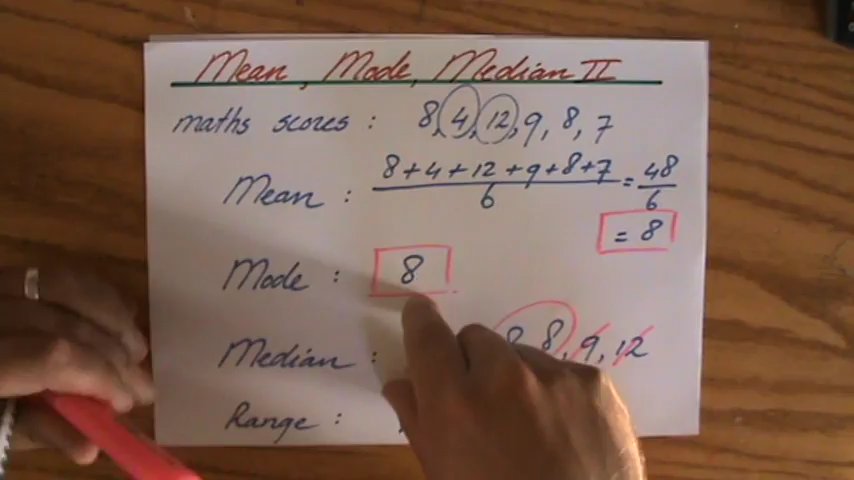 Mean, Mode, Median II
maths scores : 8, 4, 12, 9, 8, 7
Mean : 8+4+12+9+8+7 / 6 = 48 / 6
= 8
Mode : 8
Median : 8, 8, 9, 12
Range :